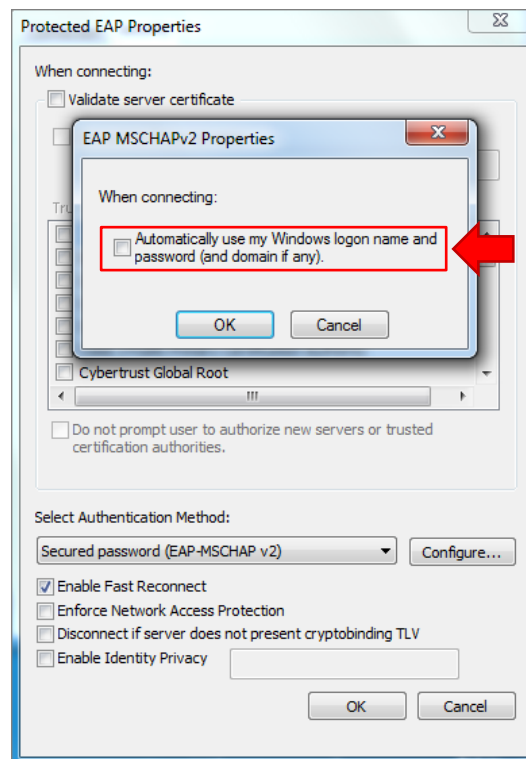 Protected EAP Properties
When connecting:
Validate server certificate
EAP MSCHAPv2 Properties
When connecting:
Automatically use my Windows logon name and
password (and domain if any).
OK Cancel
Cybertrust Global Root
Do not prompt user to authorize new servers or trusted
certification authorities.
Select Authentication Method:
Secured password (EAP-MSCHAP v2) Configure...
Enable Fast Reconnect
Enforce Network Access Protection
Disconnect if server does not present cryptobinding TLV
Enable Identity Privacy
OK Cancel